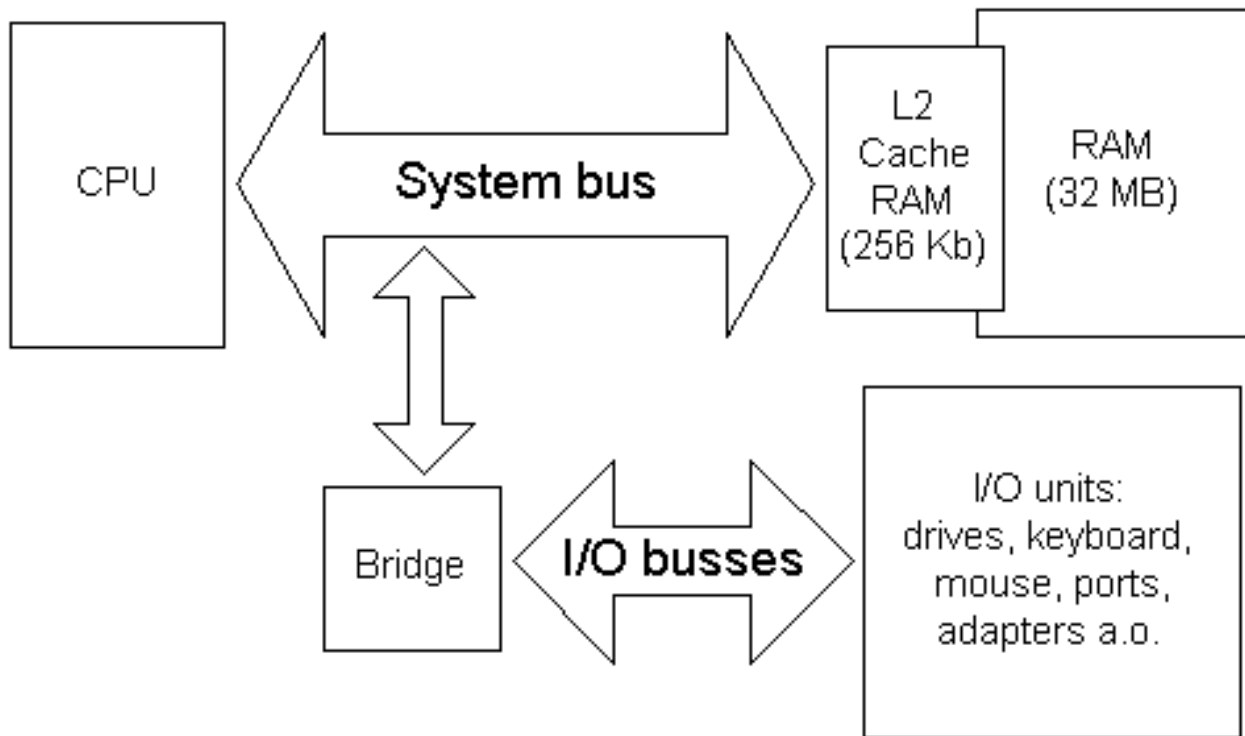 CPU
System bus
L2
Cache
RAM
(256 Kb)
RAM
(32 MB)
Bridge
I/O busses
I/O units:
drives, keyboard,
mouse, ports,
adapters a.o.